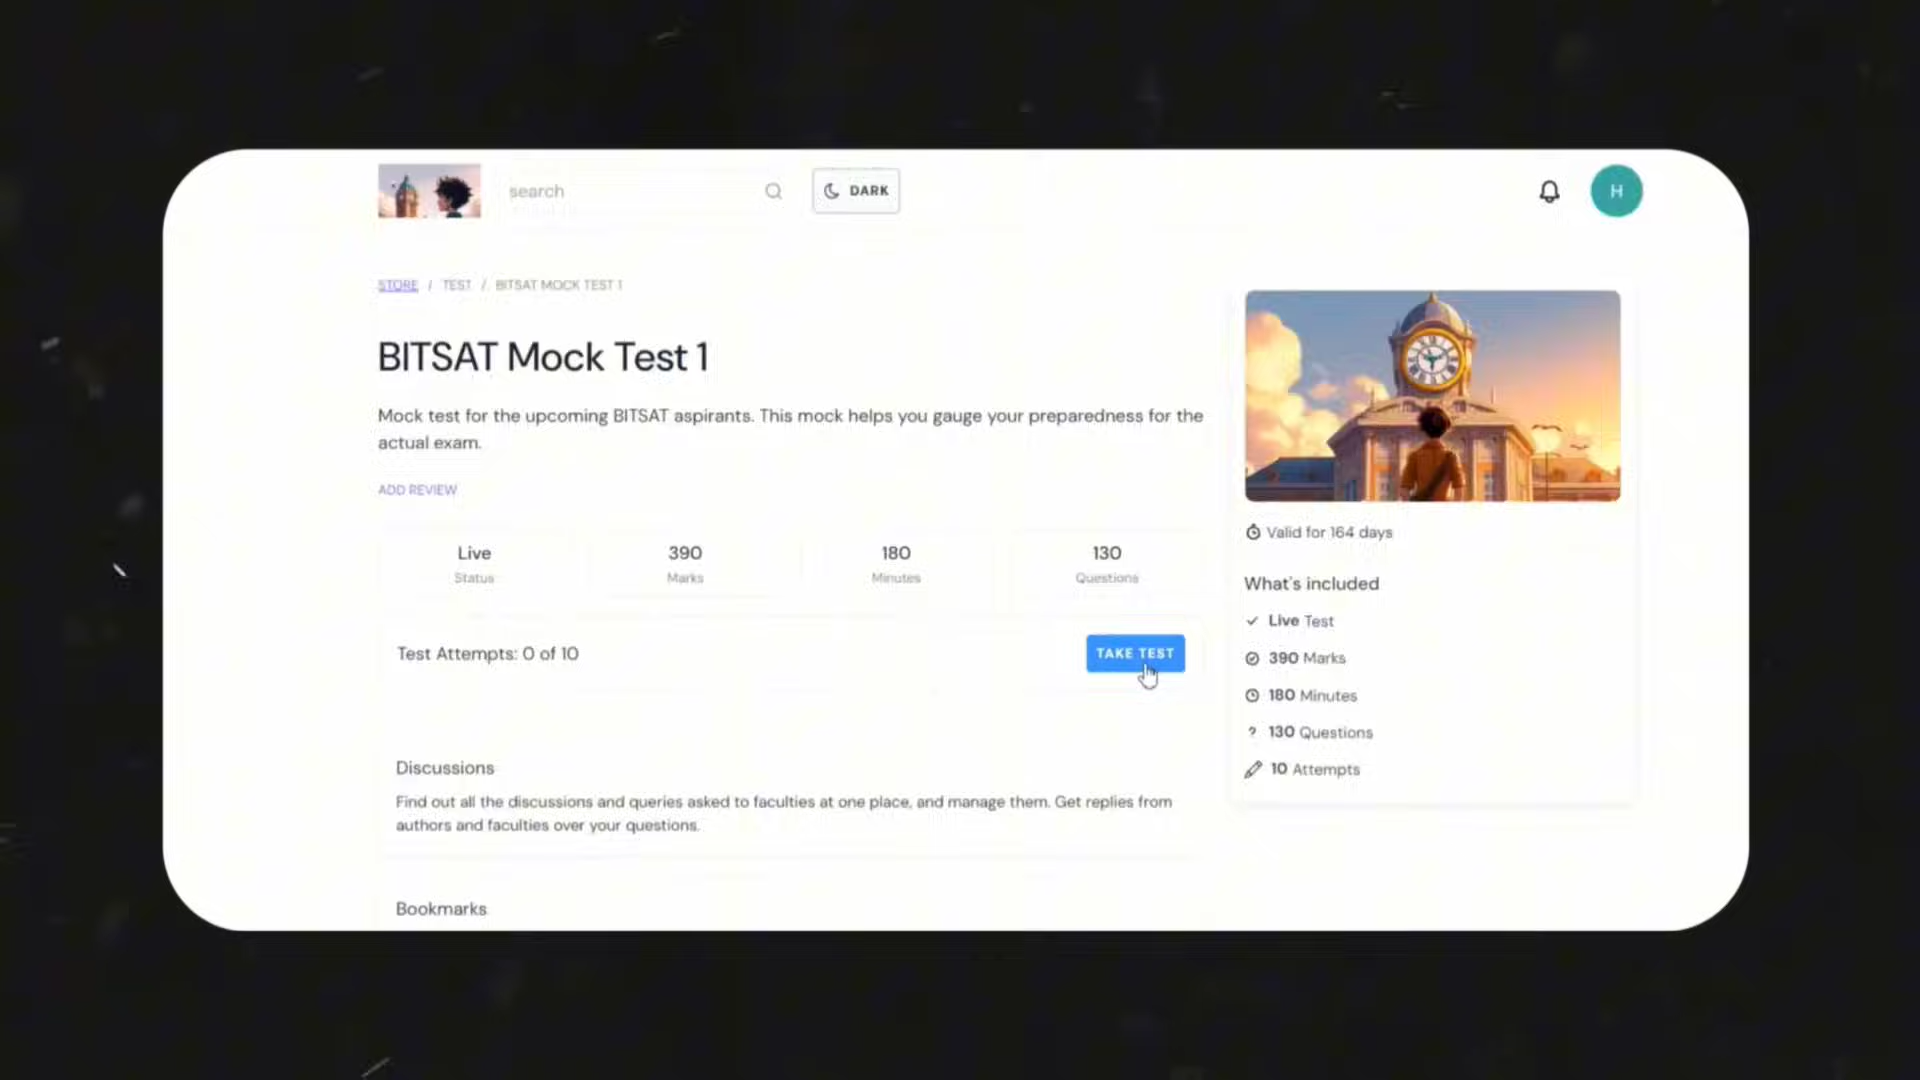 search
DARK
H
STORE / TEST / BITSAT MOCK TEST 1
BITSAT Mock Test 1
Mock test for the upcoming BITSAT aspirants. This mock helps you gauge your preparedness for the
actual exam.
ADD REVIEW
Live
Status
390
Marks
180
Minutes
130
Questions
Test Attempts: 0 of 10
TAKE TEST
Discussions
Find out all the discussions and queries asked to faculties at one place, and manage them. Get replies from
authors and faculties over your questions.
Bookmarks
Valid for 164 days
What's included
Live Test
390 Marks
180 Minutes
? 130 Questions
10 Attempts